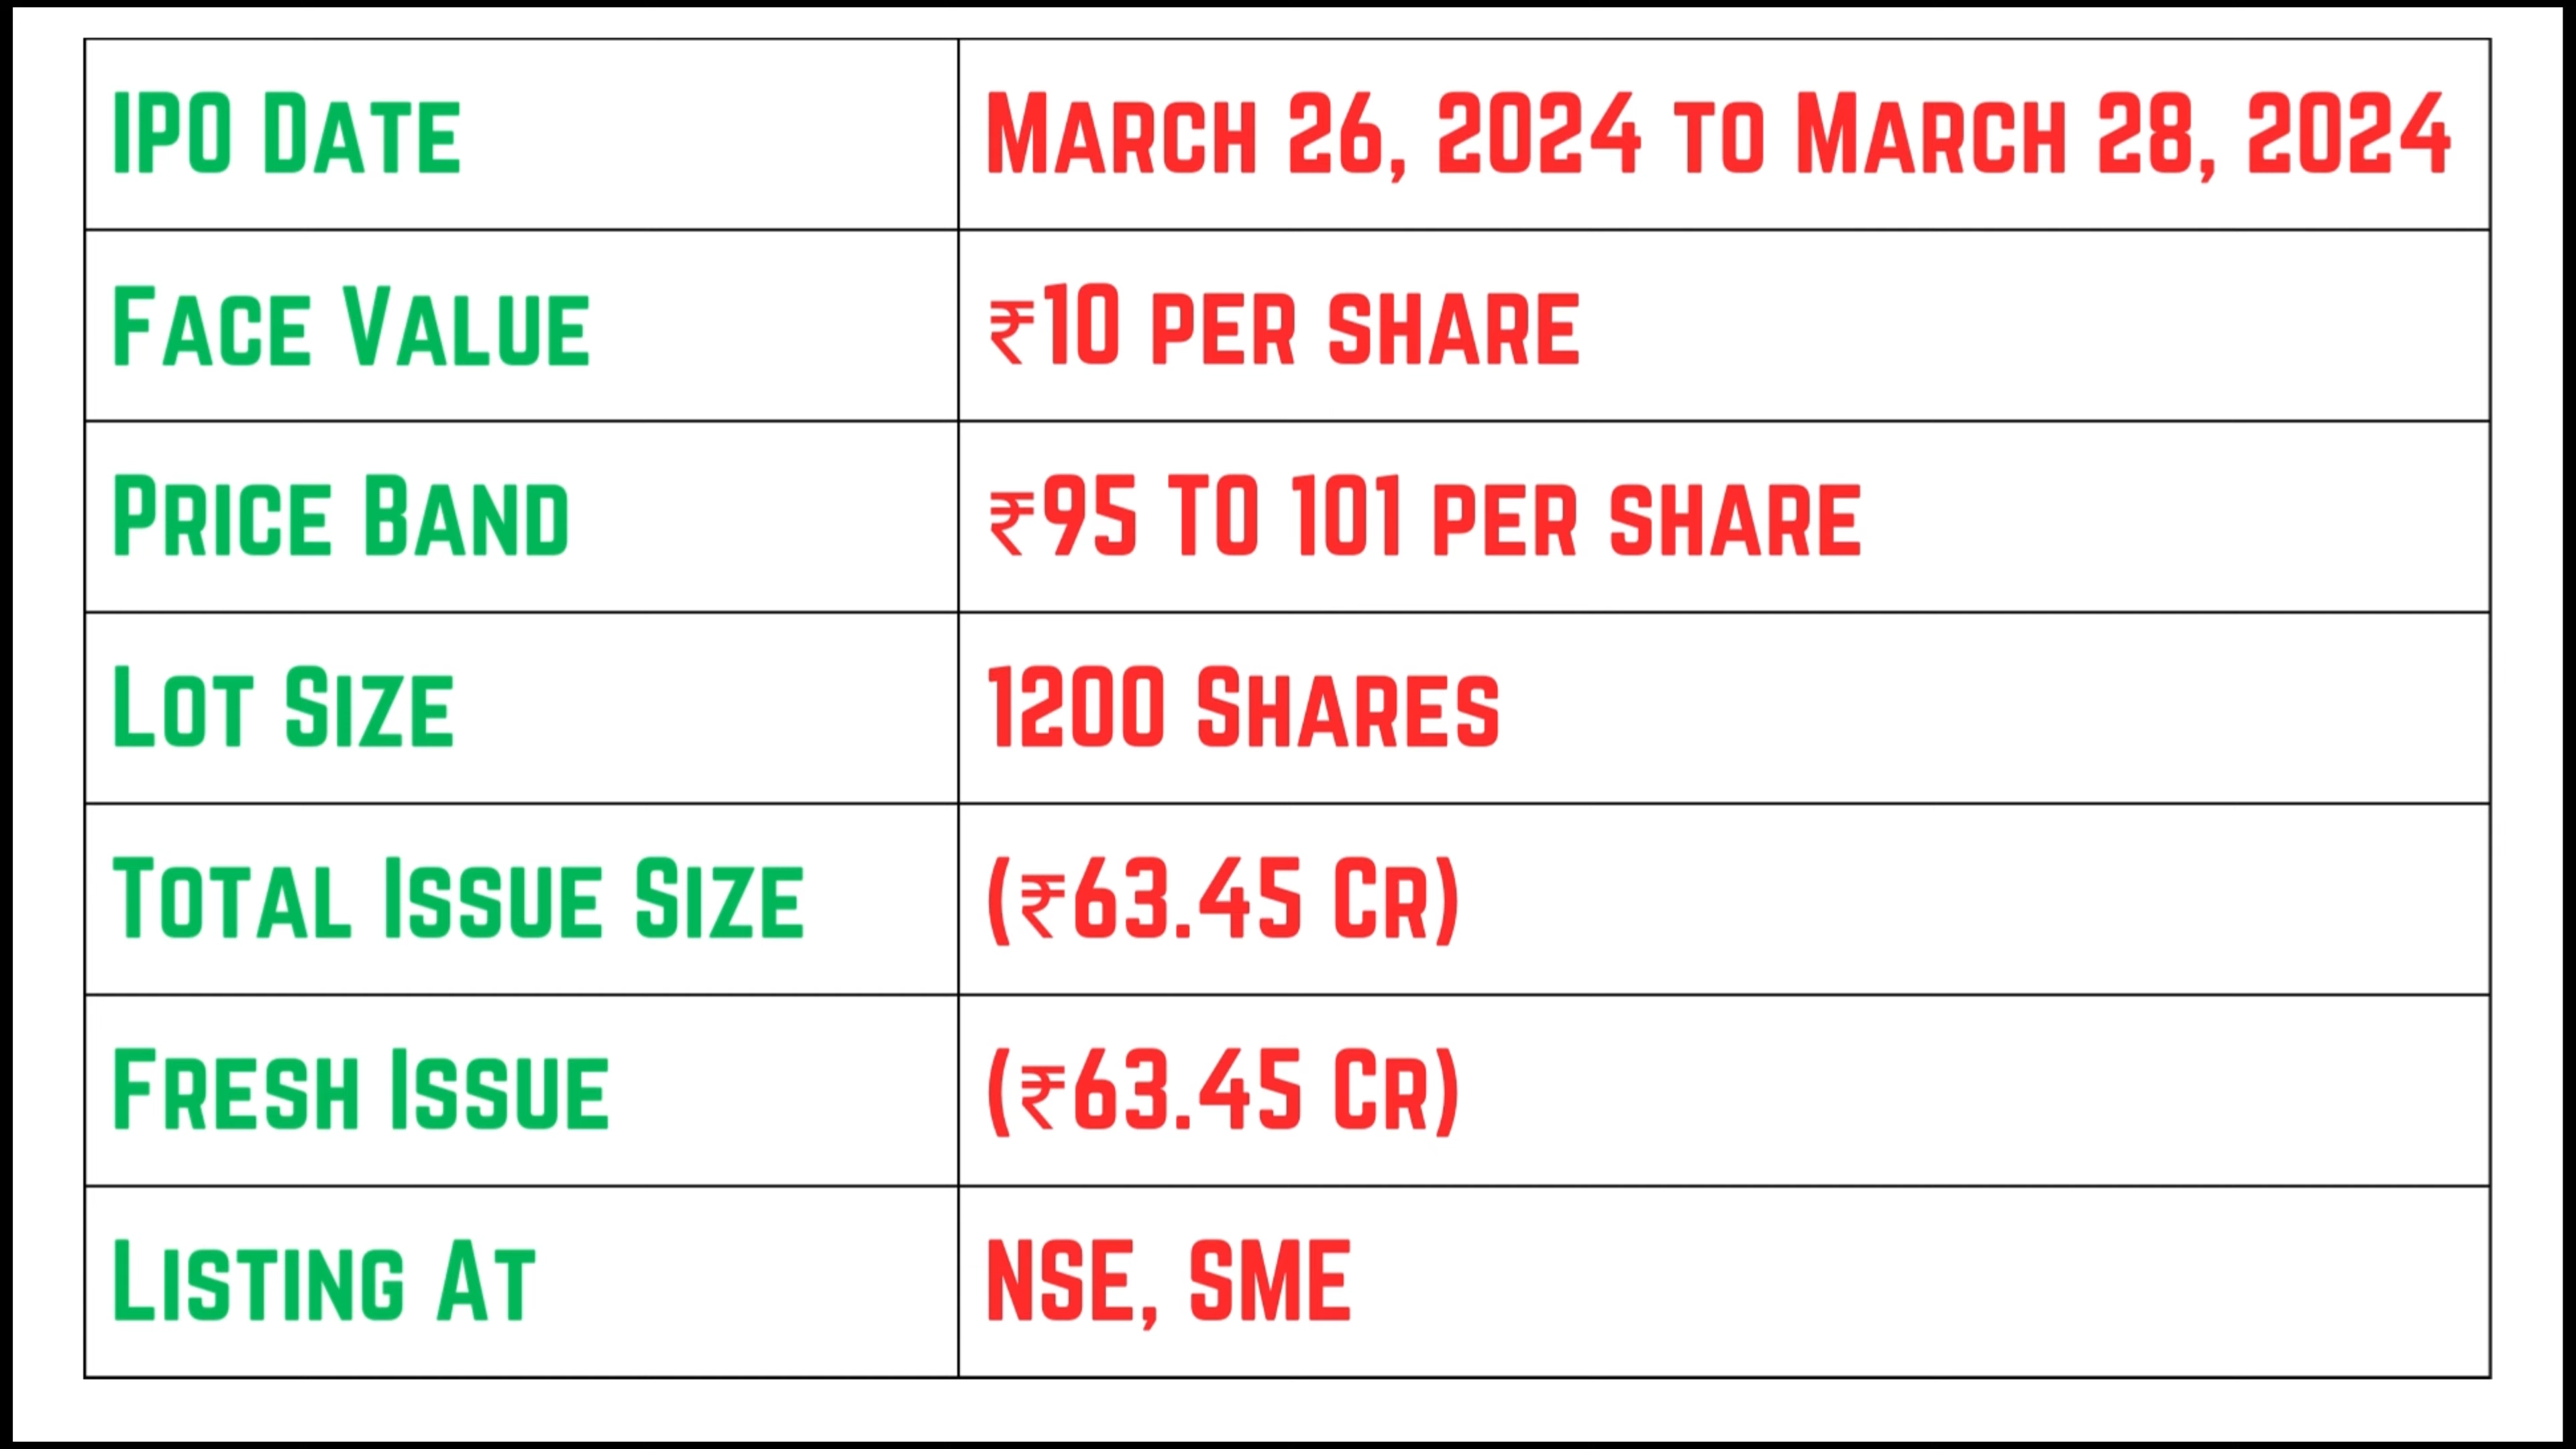 IPO Date
March 26, 2024 to March 28, 2024
Face Value
₹10 per share
Price Band
₹95 TO 101 per share
Lot Size
1200 Shares
Total Issue Size
(₹63.45 Cr)
Fresh Issue
(₹63.45 Cr)
Listing At
NSE, SME